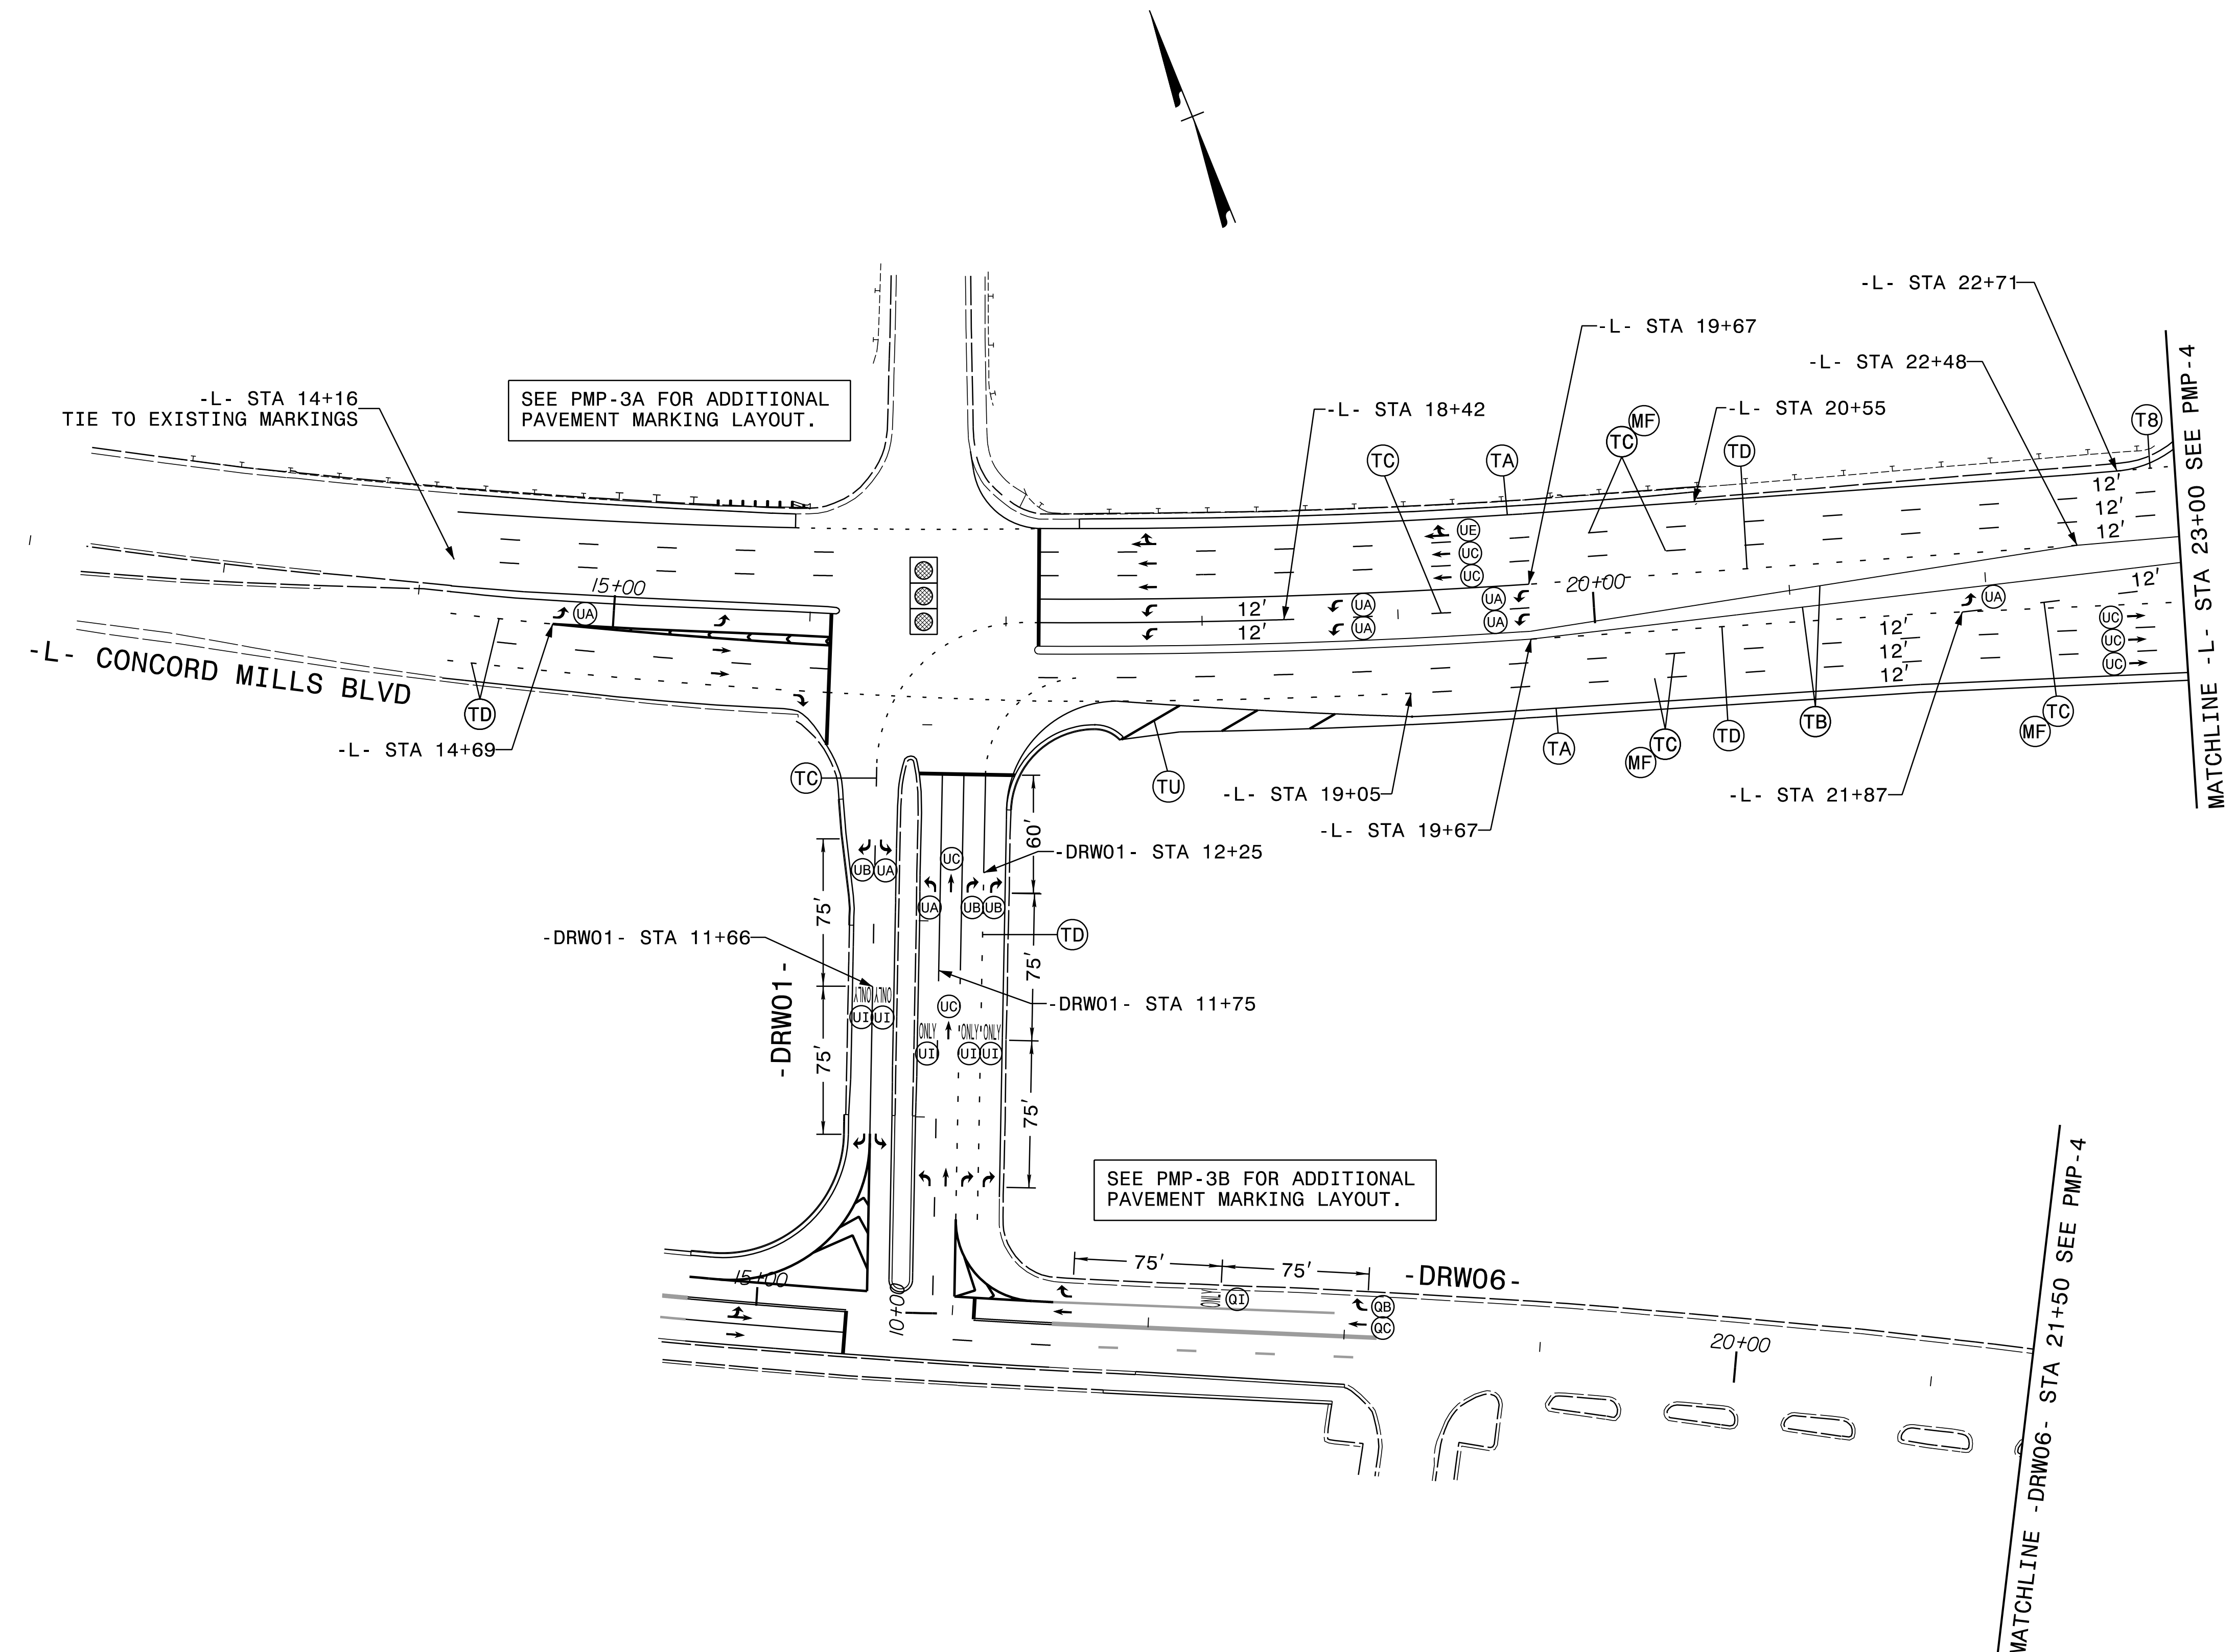 -L- STA 22+71
-L- STA 19+67
-L- STA 22+48
-L- STA 14+16
TIE TO EXISTING MARKINGS
SEE PMP-3A FOR ADDITIONAL
PAVEMENT MARKING LAYOUT.
-L- STA 18+42
-L- STA 20+55
MF
TC
TD
T8
TC
TA
MATCHLINE -L- STA 23+00 SEE PMP-4
12'
12'
12'
UE
UC
UC
15+00
20+00
UA
UA
UA
UA
UA
12'
12'
UA
12'
UC
UC
UC
12'
12'
12'
-L- CONCORD MILLS BLVD
TD
-L- STA 14+69
TC
TU
-L- STA 19+05
-L- STA 19+67
TA
MF
TC
TD
TB
-L- STA 21+87
MF
TC
60'
-DRW01- STA 12+25
UB
UA
UC
UA
UB
UB
75'
75'
-DRW01- STA 11+66
TD
-DRW01-
-DRW01- STA 11+75
ONLY
ONLY
UI
UI
UC
ONLY
ONLY
ONLY
UI
UI
UI
75'
75'
SEE PMP-3B FOR ADDITIONAL
PAVEMENT MARKING LAYOUT.
75'
75'
-DRW06-
15+00
10+00
ONLY
QI
QB
QC
20+00
MATCHLINE -DRW06- STA 21+50 SEE PMP-4